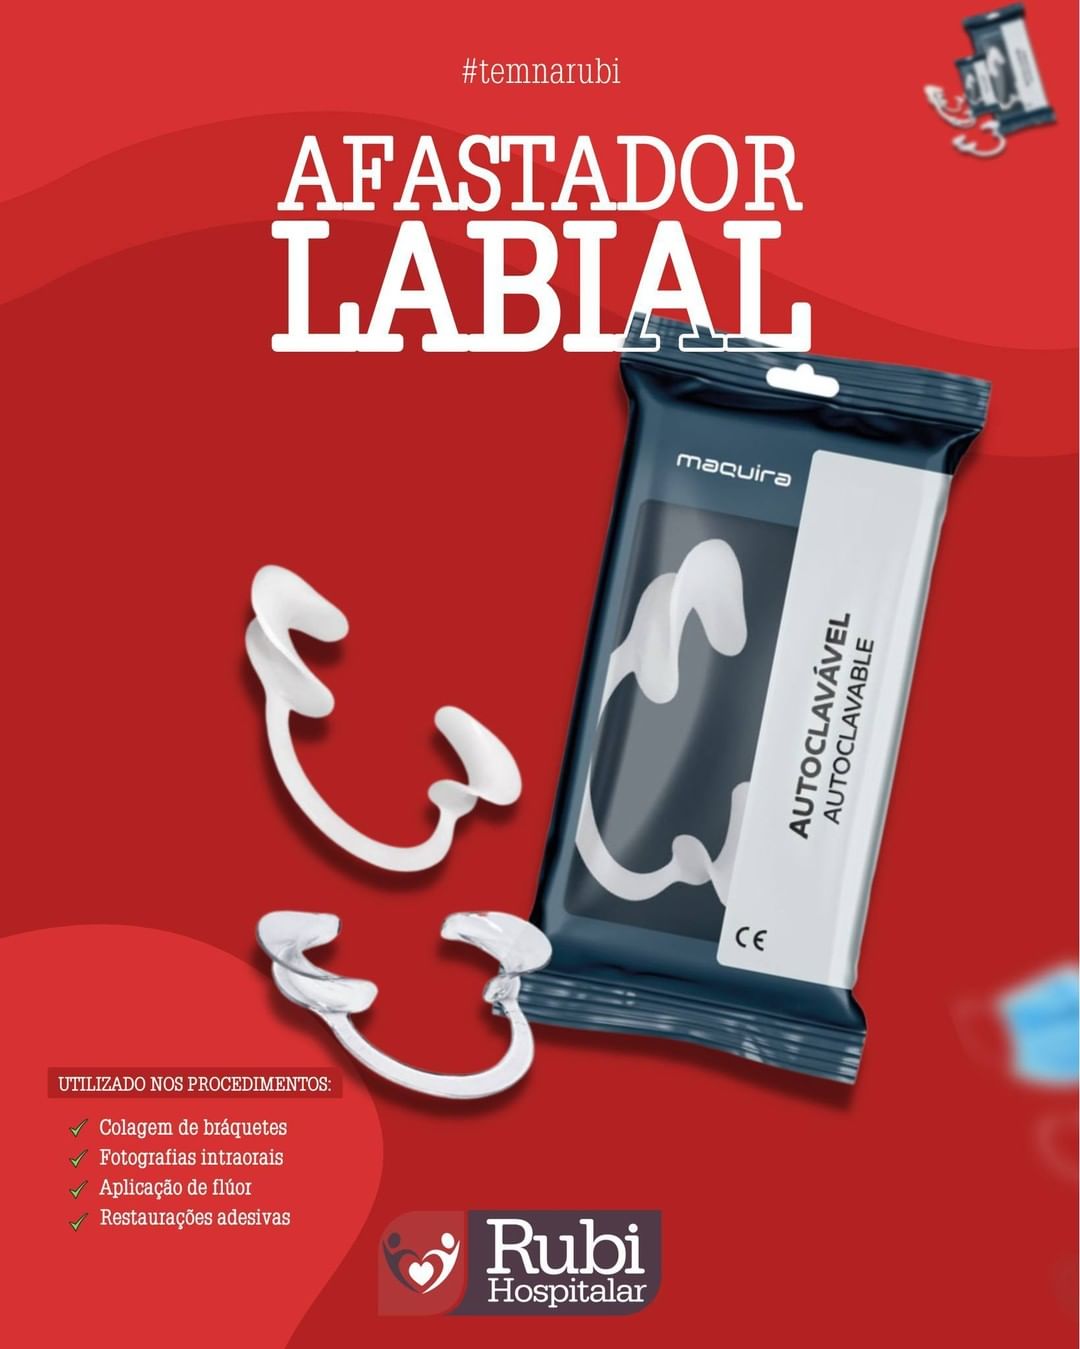 #temnarubi
AFASTADOR
LABIAL
maquira
AUTOCLAVÁVEL
AUTOCLAVABLE
CE
UTILIZADO NOS PROCEDIMENTOS:
Colagem de bráquetes
Fotografias intraorais
Aplicação de flúor
Restaurações adesivas
Rubi
Hospitalar